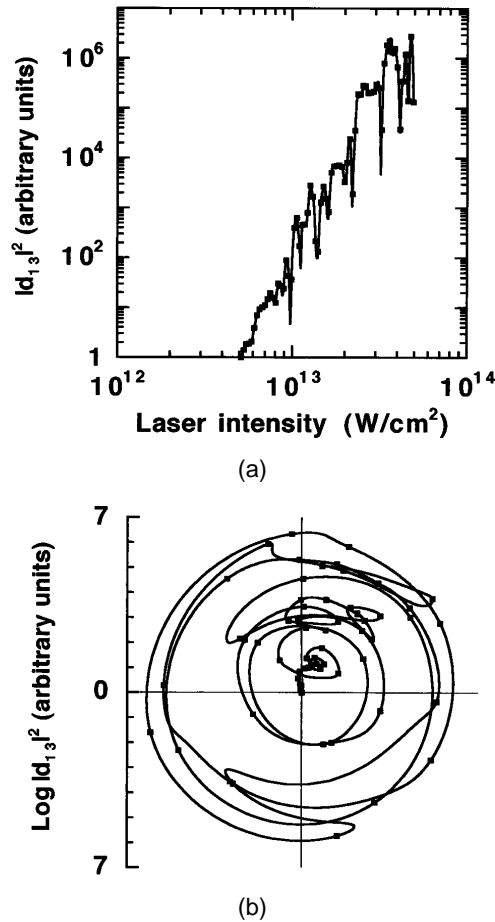 |d₁₃|² (arbitrary units)
10⁶
10⁴
10²
1
10¹²
10¹³
10¹⁴
Laser intensity (W/cm²)
(a)
Log|d₁₃|² (arbitrary units)
7
0
7
(b)